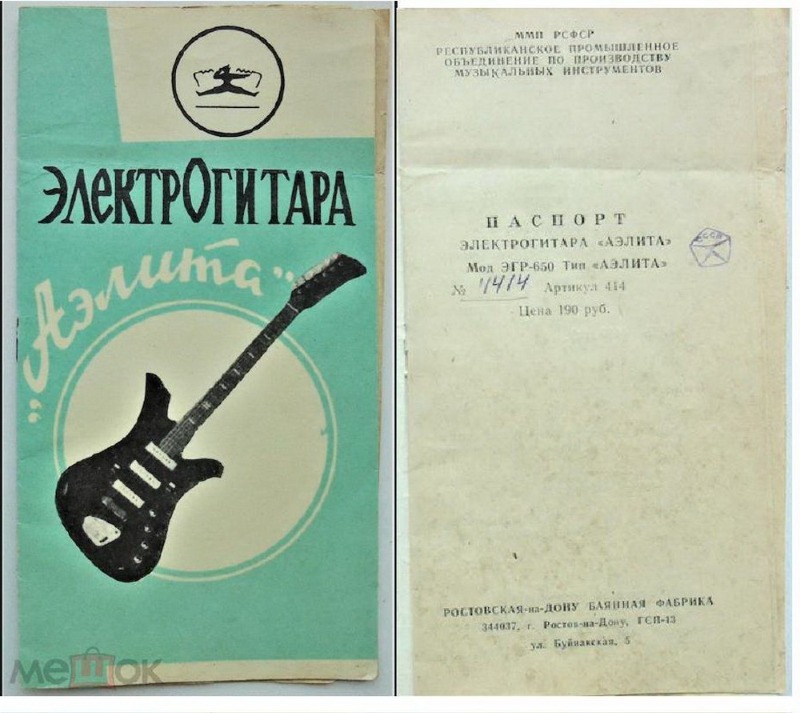 ЭЛЕКТРОГИТАРА
„Аэлита"
ММП РСФСР
РЕСПУБЛИКАНСКОЕ ПРОМЫШЛЕННОЕ
ОБЪЕДИНЕНИЕ ПО ПРОИЗВОДСТВУ
МУЗЫКАЛЬНЫХ ИНСТРУМЕНТОВ
ПАСПОРТ
ЭЛЕКТРОГИТАРА «АЭЛИТА»
Мод ЭГР-650 Тип «АЭЛИТА»
№ 4414 Артикул 414
Цена 190 руб.
СССР
РОСТОВСКАЯ-на-ДОНУ БАЯННАЯ ФАБРИКА
344037, г. Ростов-на-Дону, ГСП-13
ул. Буйнакская, 5
мешок